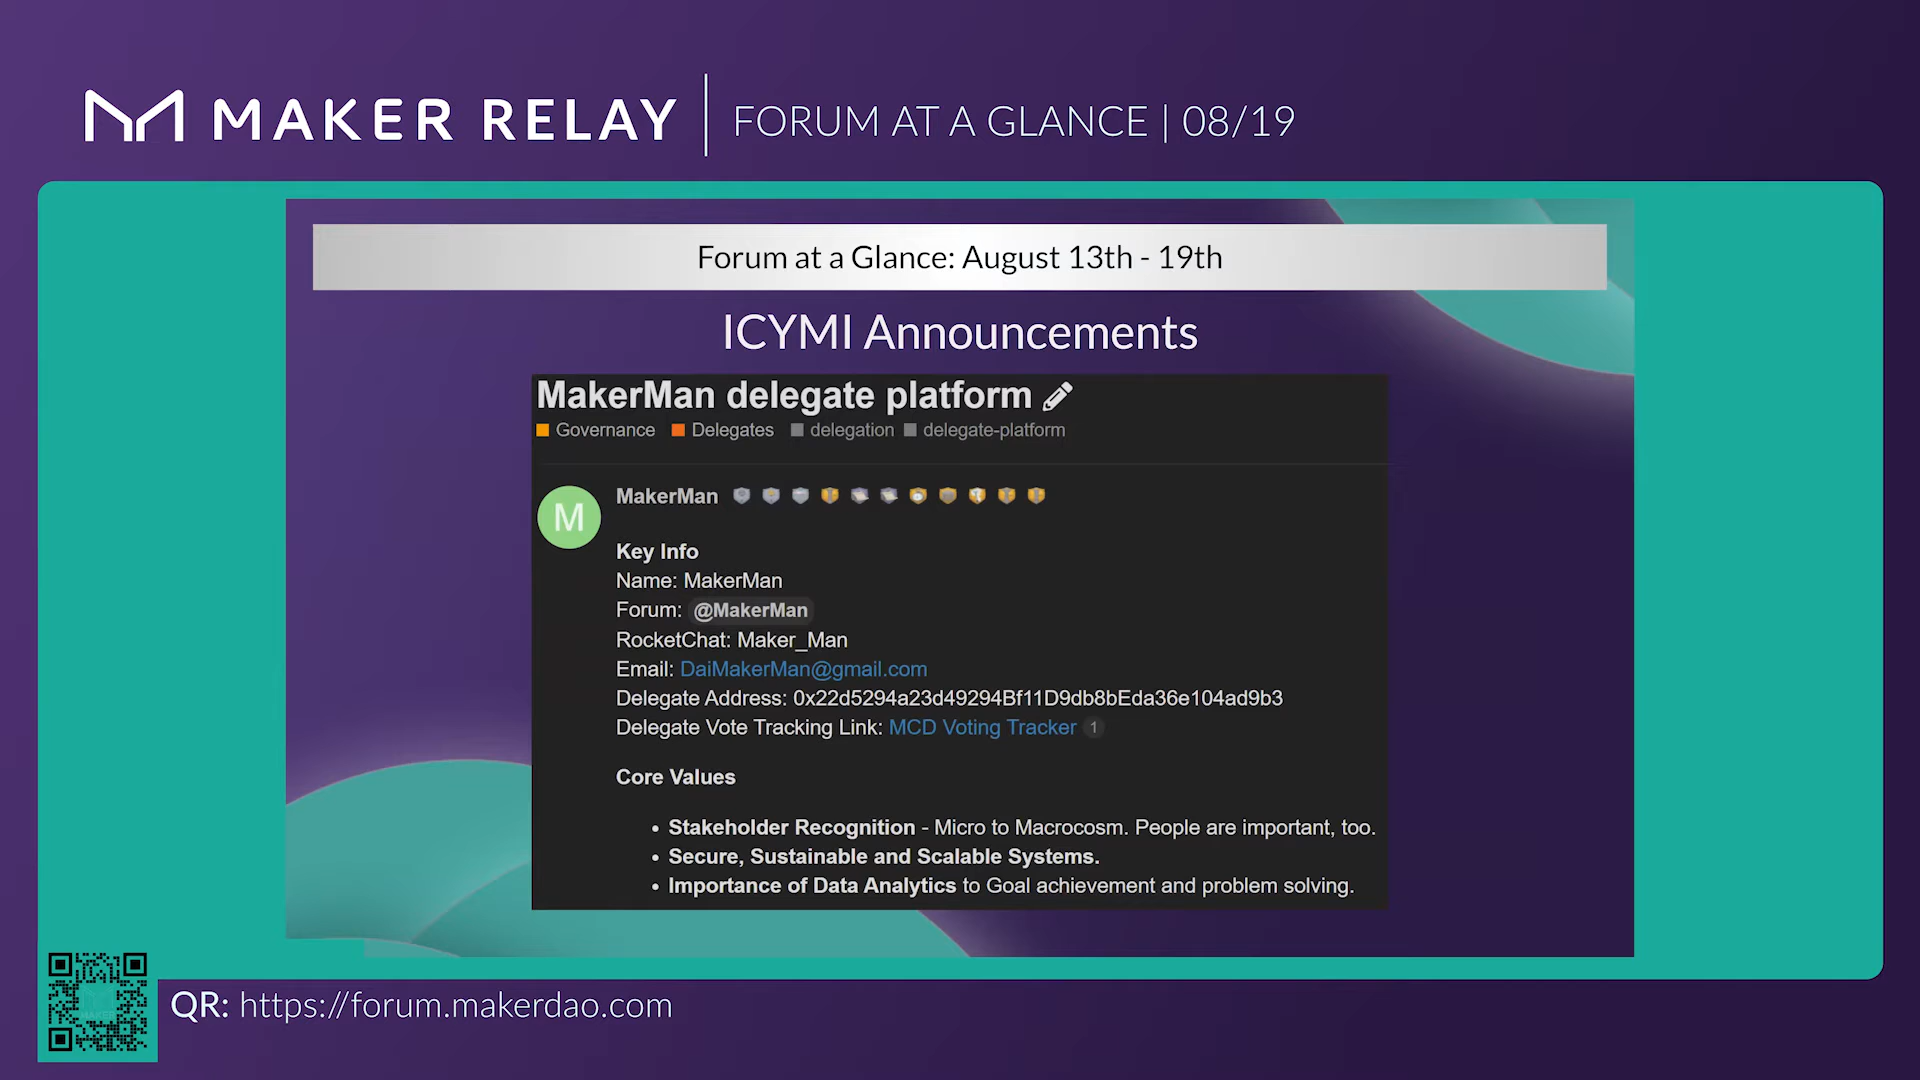 MAKER RELAY
FORUM AT A GLANCE | 08/19
Forum at a Glance: August 13th - 19th
ICYMI Announcements
MakerMan delegate platform
Governance Delegates delegation delegate-platform
M
MakerMan
Key Info
Name: MakerMan
Forum: @MakerMan
RocketChat: Maker_Man
Email: DaiMakerMan@gmail.com
Delegate Address: 0x22d5294a23d49294Bf11D9db8bEda36e104ad9b3
Delegate Vote Tracking Link: MCD Voting Tracker 1
Core Values
• Stakeholder Recognition - Micro to Macrocosm. People are important, too.
• Secure, Sustainable and Scalable Systems.
• Importance of Data Analytics to Goal achievement and problem solving.
QR: https://forum.makerdao.com